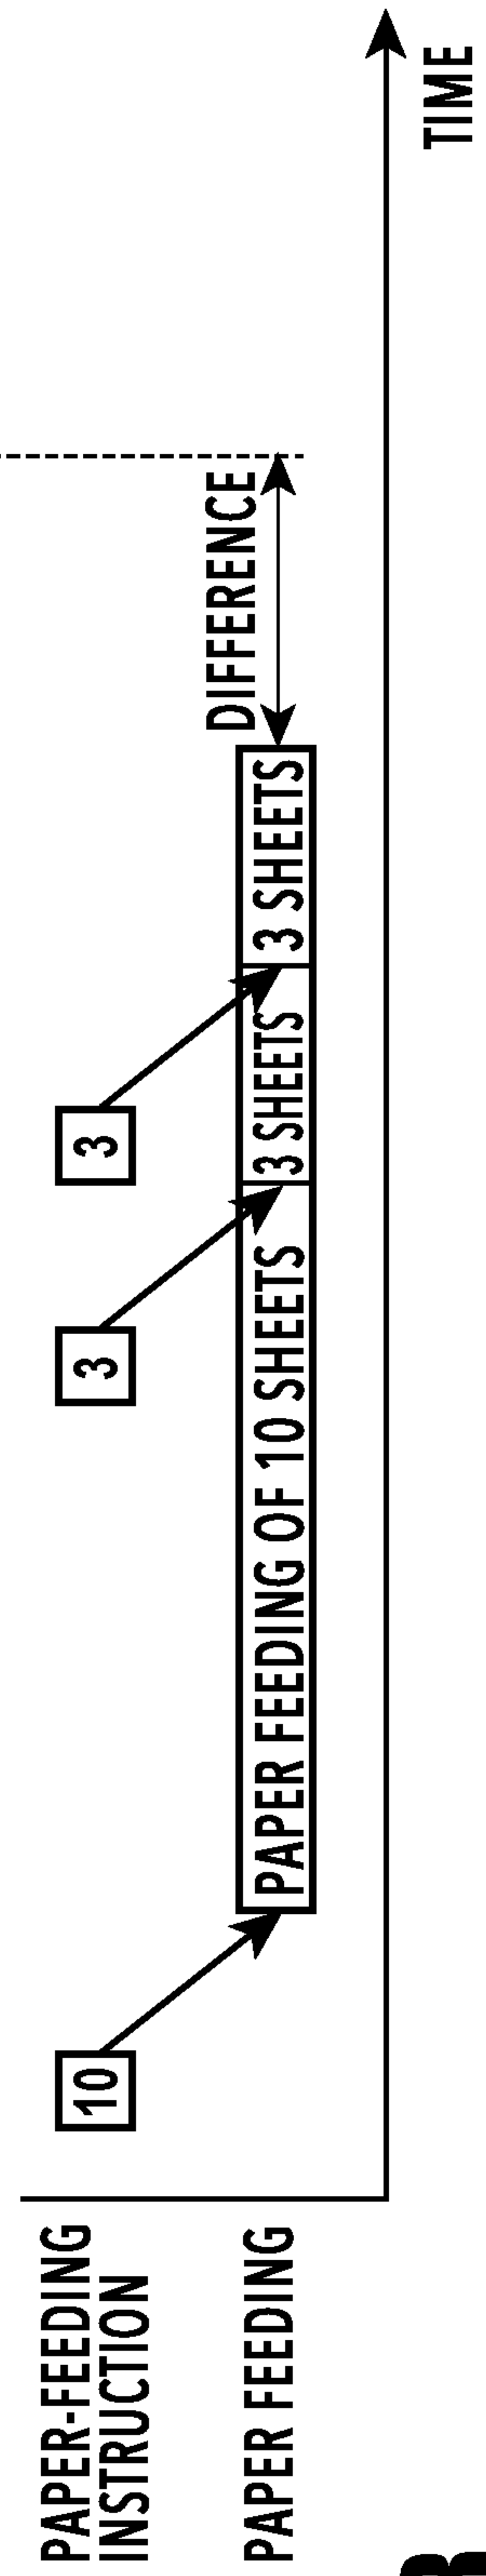 PAPER-FEEDING
INSTRUCTION
10
3
3
PAPER FEEDING
PAPER FEEDING OF 10 SHEETS
3 SHEETS
3 SHEETS
DIFFERENCE
TIME